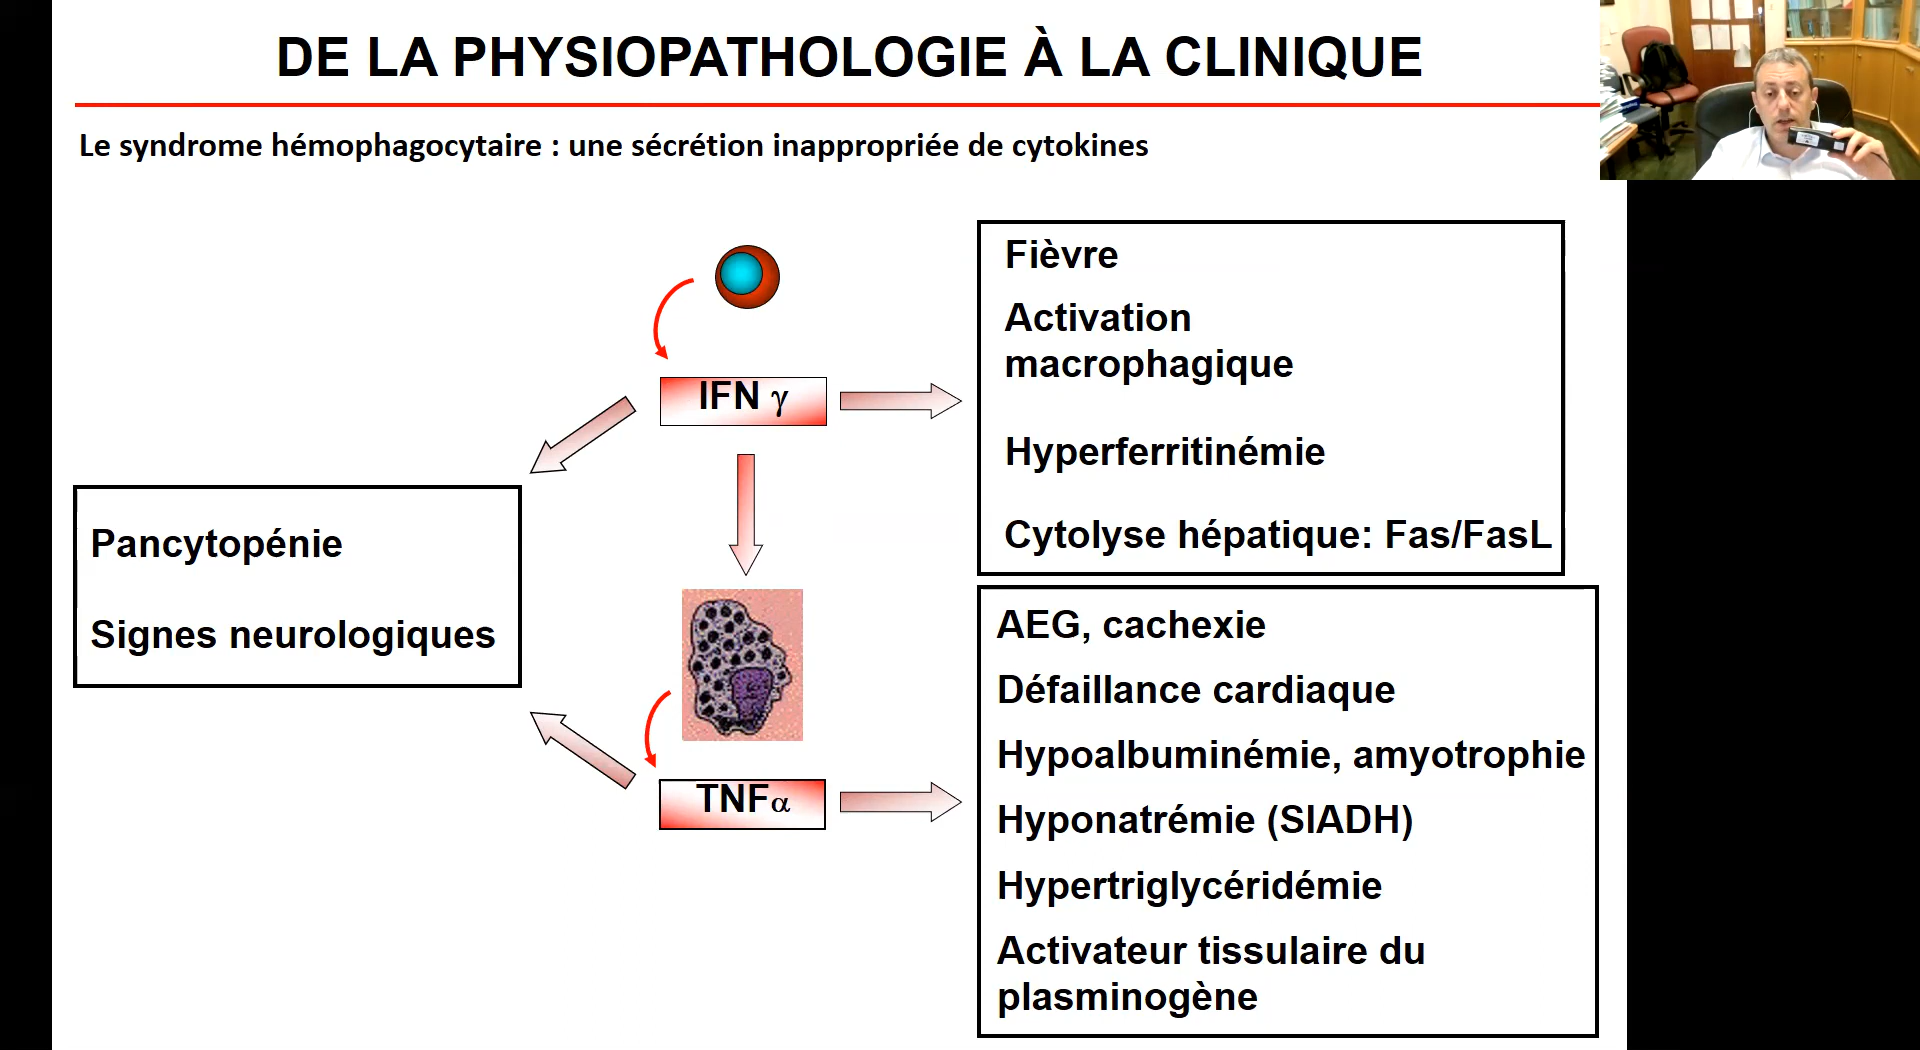 DE LA PHYSIOPATHOLOGIE À LA CLINIQUE
Le syndrome hémophagocytaire : une sécrétion inappropriée de cytokines
Fièvre
Activation
macrophagique
Hyperferritinémie
Cytolyse hépatique: Fas/FasL
IFN γ
Pancytopénie
Signes neurologiques
TNFα
AEG, cachexie
Défaillance cardiaque
Hypoalbuminémie, amyotrophie
Hyponatrémie (SIADH)
Hypertriglycéridémie
Activateur tissulaire du
plasminogène